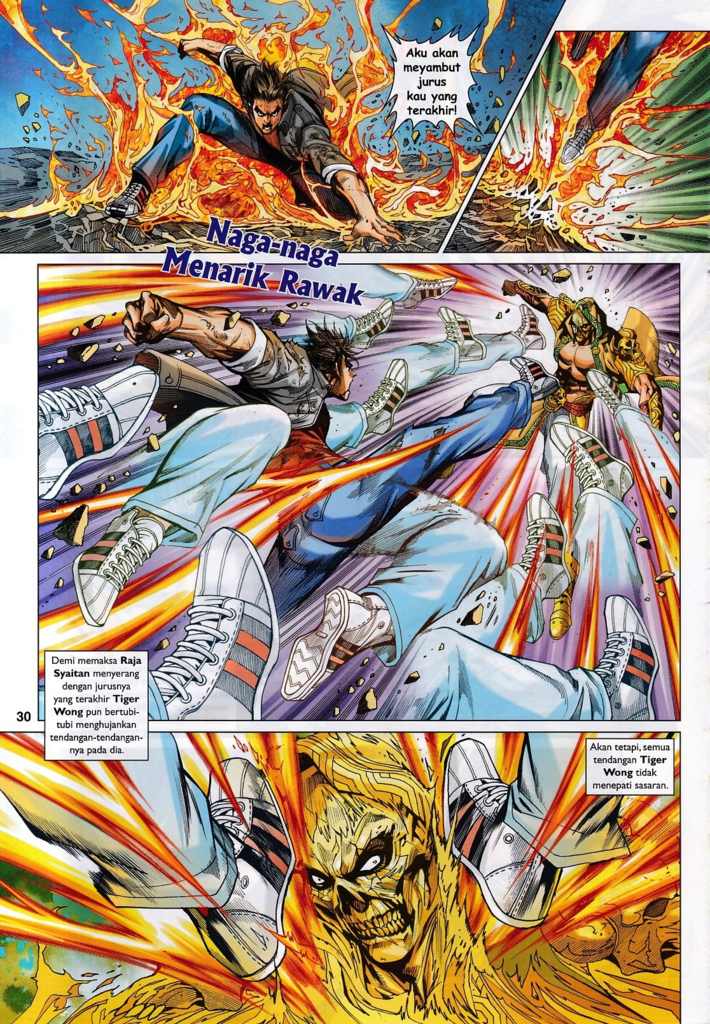 Aku akan
meyambut
jurus
kau yang
terakhir!
Naga-naga
Menarik Rawak
Demi memaksa Raja
Syaitan menyerang
dengan jurusnya
yang terakhir Tiger
Wong pun bertubi-
tubi menghujankan
tendangan-tendangan-
nya pada dia.
30
Akan tetapi, semua
tendangan Tiger
Wong tidak
menepati sasaran.